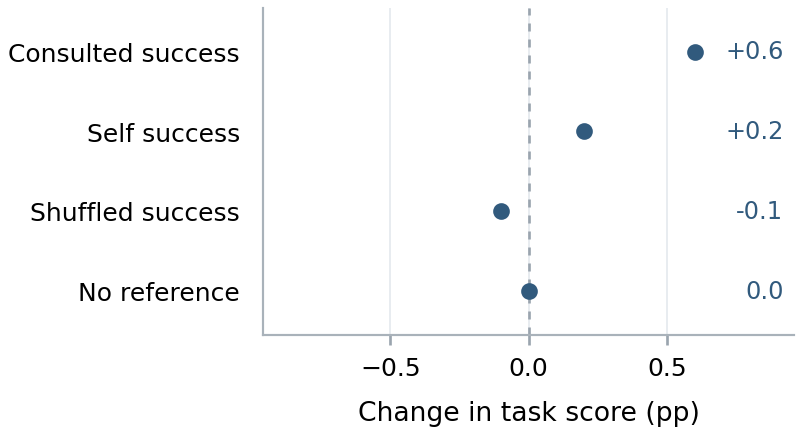 Consulted success +0.6
Self success +0.2
Shuffled success -0.1
No reference 0.0
−0.5 0.0 0.5
Change in task score (pp)